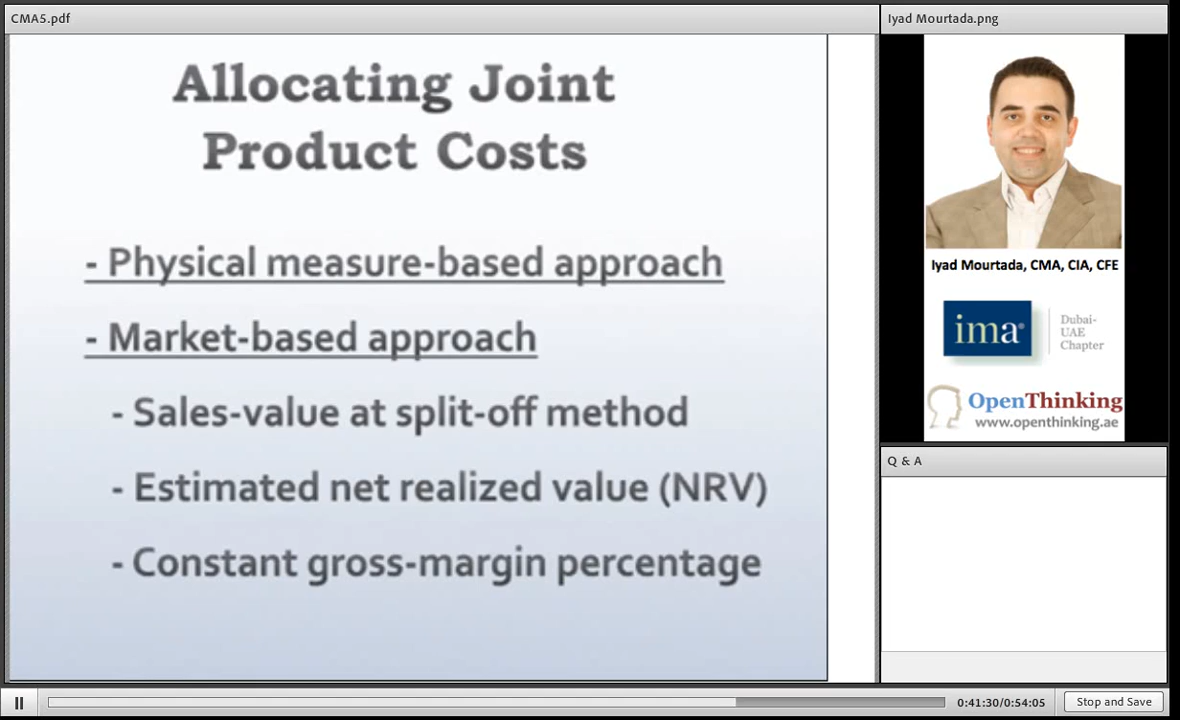 CMA5.pdf
Allocating Joint
Product Costs
- Physical measure-based approach
- Market-based approach
- Sales-value at split-off method
- Estimated net realized value (NRV)
- Constant gross-margin percentage
Iyad Mourtada.png
Iyad Mourtada, CMA, CIA, CFE
ima®
Dubai-
UAE
Chapter
OpenThinking
www.openthinking.ae
Q & A
0:41:30/0:54:05
Stop and Save